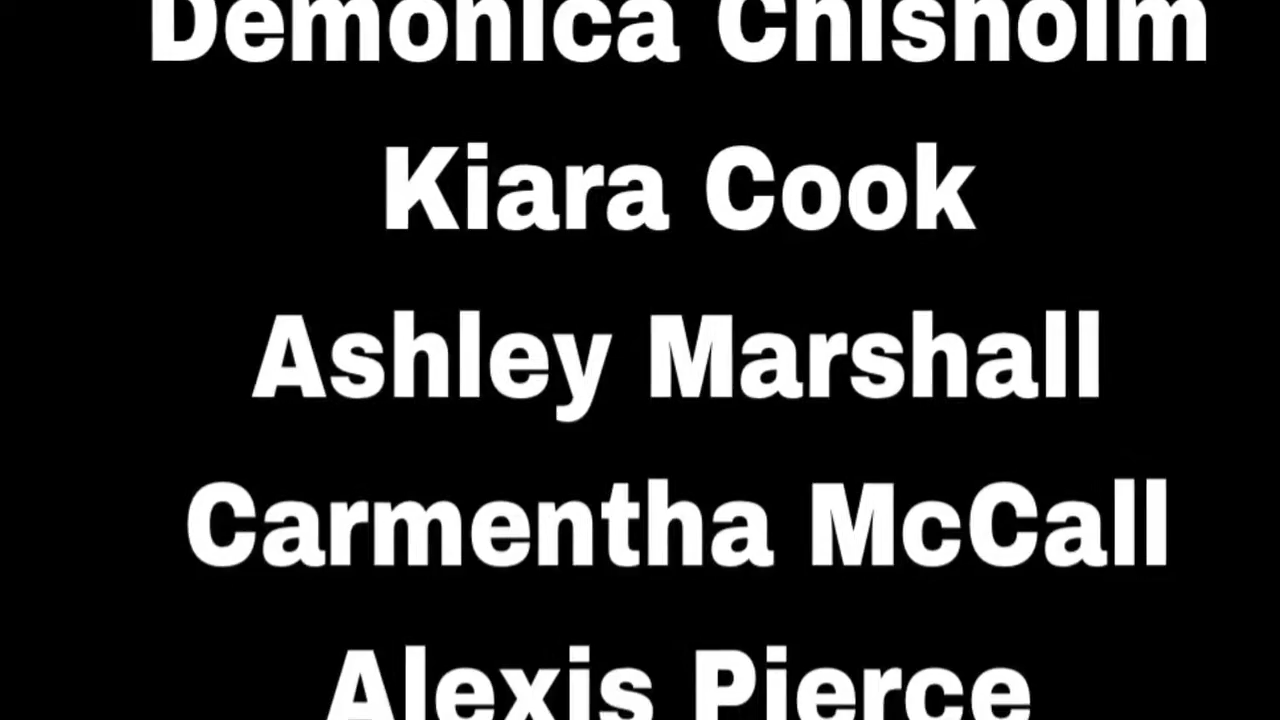 Demonica Chisholm
Kiara Cook
Ashley Marshall
Carmentha McCall
Alexis Pierce